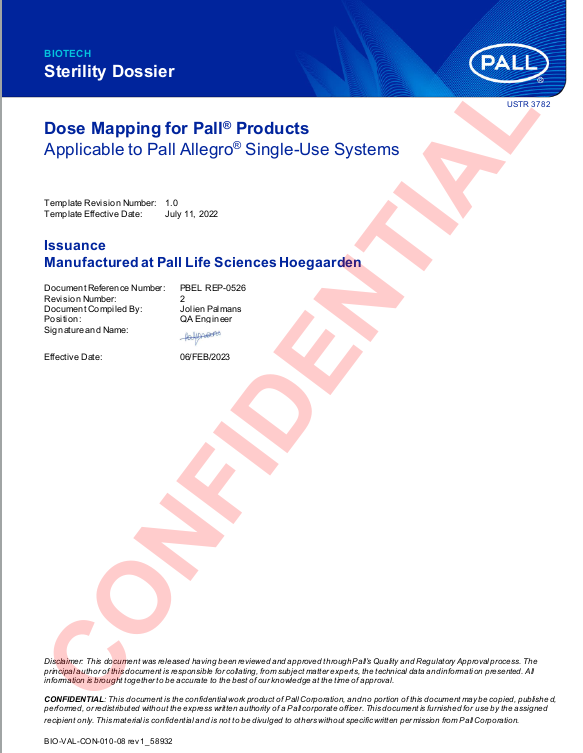 BIOTECH
Sterility Dossier
PALL
®
USTR 3782
Dose Mapping for Pall® Products
Applicable to Pall Allegro® Single-Use Systems
Template Revision Number: 1.0
Template Effective Date: July 11, 2022
Issuance
Manufactured at Pall Life Sciences Hoegaarden
Document Reference Number: PBEL REP-0526
Revision Number: 2
Document Compiled By: Jolien Palmans
Position: QA Engineer
Signature and Name:
Effective Date: 06/FEB/2023
CONFIDENTIAL
Disclaimer: This document was released having been reviewed and approved through Pall's Quality and Regulatory Approval process. The
principal author of this document is responsible for collating, from subject matter experts, the technical data and information presented. All
information is brought together to be accurate to the best of our knowledge at the time of approval.
CONFIDENTIAL: This document is the confidential work product of Pall Corporation, and no portion of this document may be copied, published,
performed, or redistributed without the express written authority of a Pall corporate officer. This document is furnished for use by the assigned
recipient only. This material is confidential and is not to be divulged to others without specific written permission from Pall Corporation.
BIO-VAL-CON-010-08 rev1_58932